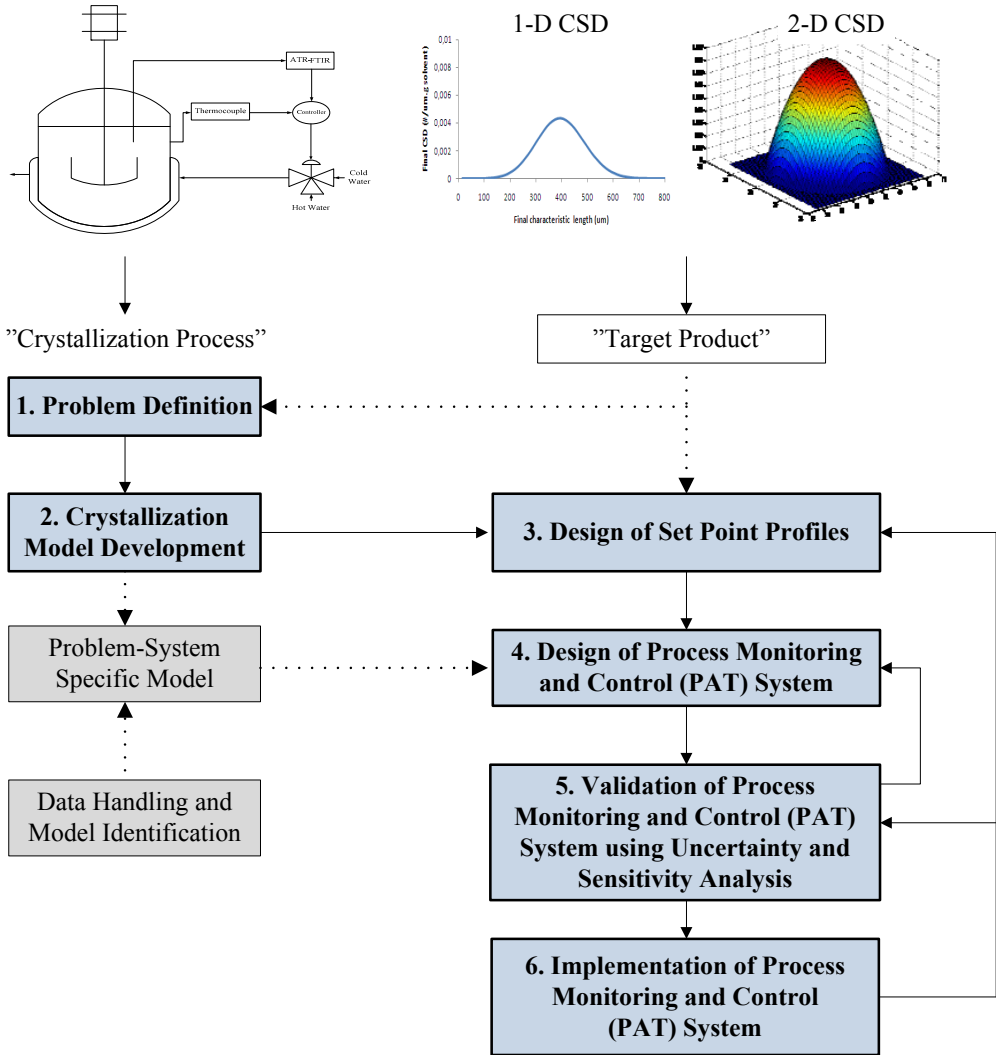 1-D CSD
2-D CSD
ATR-FTIR
Thermocouple
Controller
Cold
Water
Hot Water
Final CSD (#/um.g solvent)
0,01
0,008
0,006
0,004
0,002
0
0 100 200 300 400 500 600 700 800
Final characteristic length (um)
”Crystallization Process”
”Target Product”
1. Problem Definition
2. Crystallization
Model Development
3. Design of Set Point Profiles
Problem-System
Specific Model
4. Design of Process Monitoring
and Control (PAT) System
Data Handling and
Model Identification
5. Validation of Process
Monitoring and Control (PAT)
System using Uncertainty and
Sensitivity Analysis
6. Implementation of Process
Monitoring and Control
(PAT) System